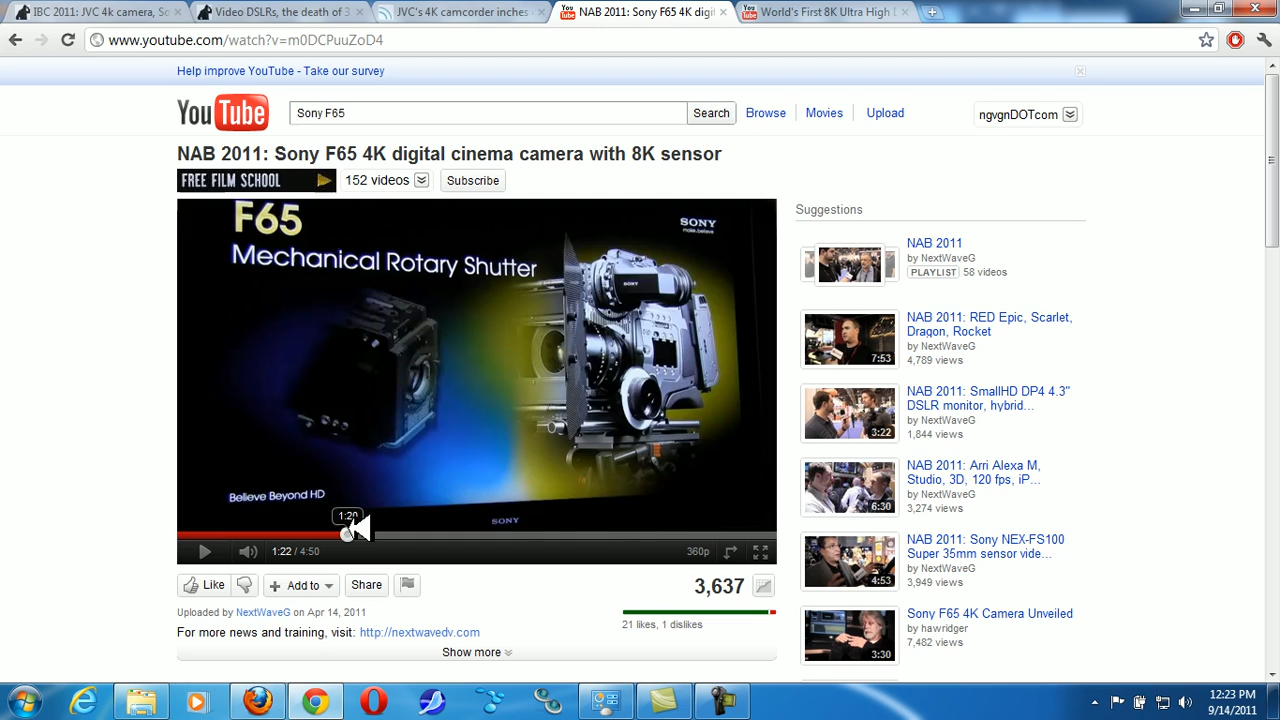 IBC 2011: JVC 4k camera, So
Video DSLRs, the death of 3
JVC's 4K camcorder inches
NAB 2011: Sony F65 4K digit
World's First 8K Ultra High D
www.youtube.com/watch?v=m0DCPuuZoD4
Help improve YouTube - Take our survey
YouTube
Sony F65
Search
Browse
Movies
Upload
ngvgnDOTcom
NAB 2011: Sony F65 4K digital cinema camera with 8K sensor
FREE FILM SCHOOL
152 videos
Subscribe
F65
Mechanical Rotary Shutter
SONY
make.believe
SONY
Believe Beyond HD
SONY
1:20
1:22 / 4:50
360p
Like
Add to
Share
3,637
Uploaded by NextWaveG on Apr 14, 2011
21 likes, 1 dislikes
For more news and training, visit: http://nextwavedv.com
Show more
Suggestions
NAB 2011
by NextWaveG
PLAYLIST 58 videos
NAB 2011: RED Epic, Scarlet,
Dragon, Rocket
by NextWaveG
4,789 views
7:53
NAB 2011: SmallHD DP4 4.3"
DSLR monitor, hybrid...
by NextWaveG
1,844 views
3:22
NAB 2011: Arri Alexa M,
Studio, 3D, 120 fps, iP...
by NextWaveG
3,274 views
6:30
NAB 2011: Sony NEX-FS100
Super 35mm sensor vide...
by NextWaveG
3,949 views
4:53
Sony F65 4K Camera Unveiled
by hawridger
7,482 views
3:30
12:23 PM
9/14/2011